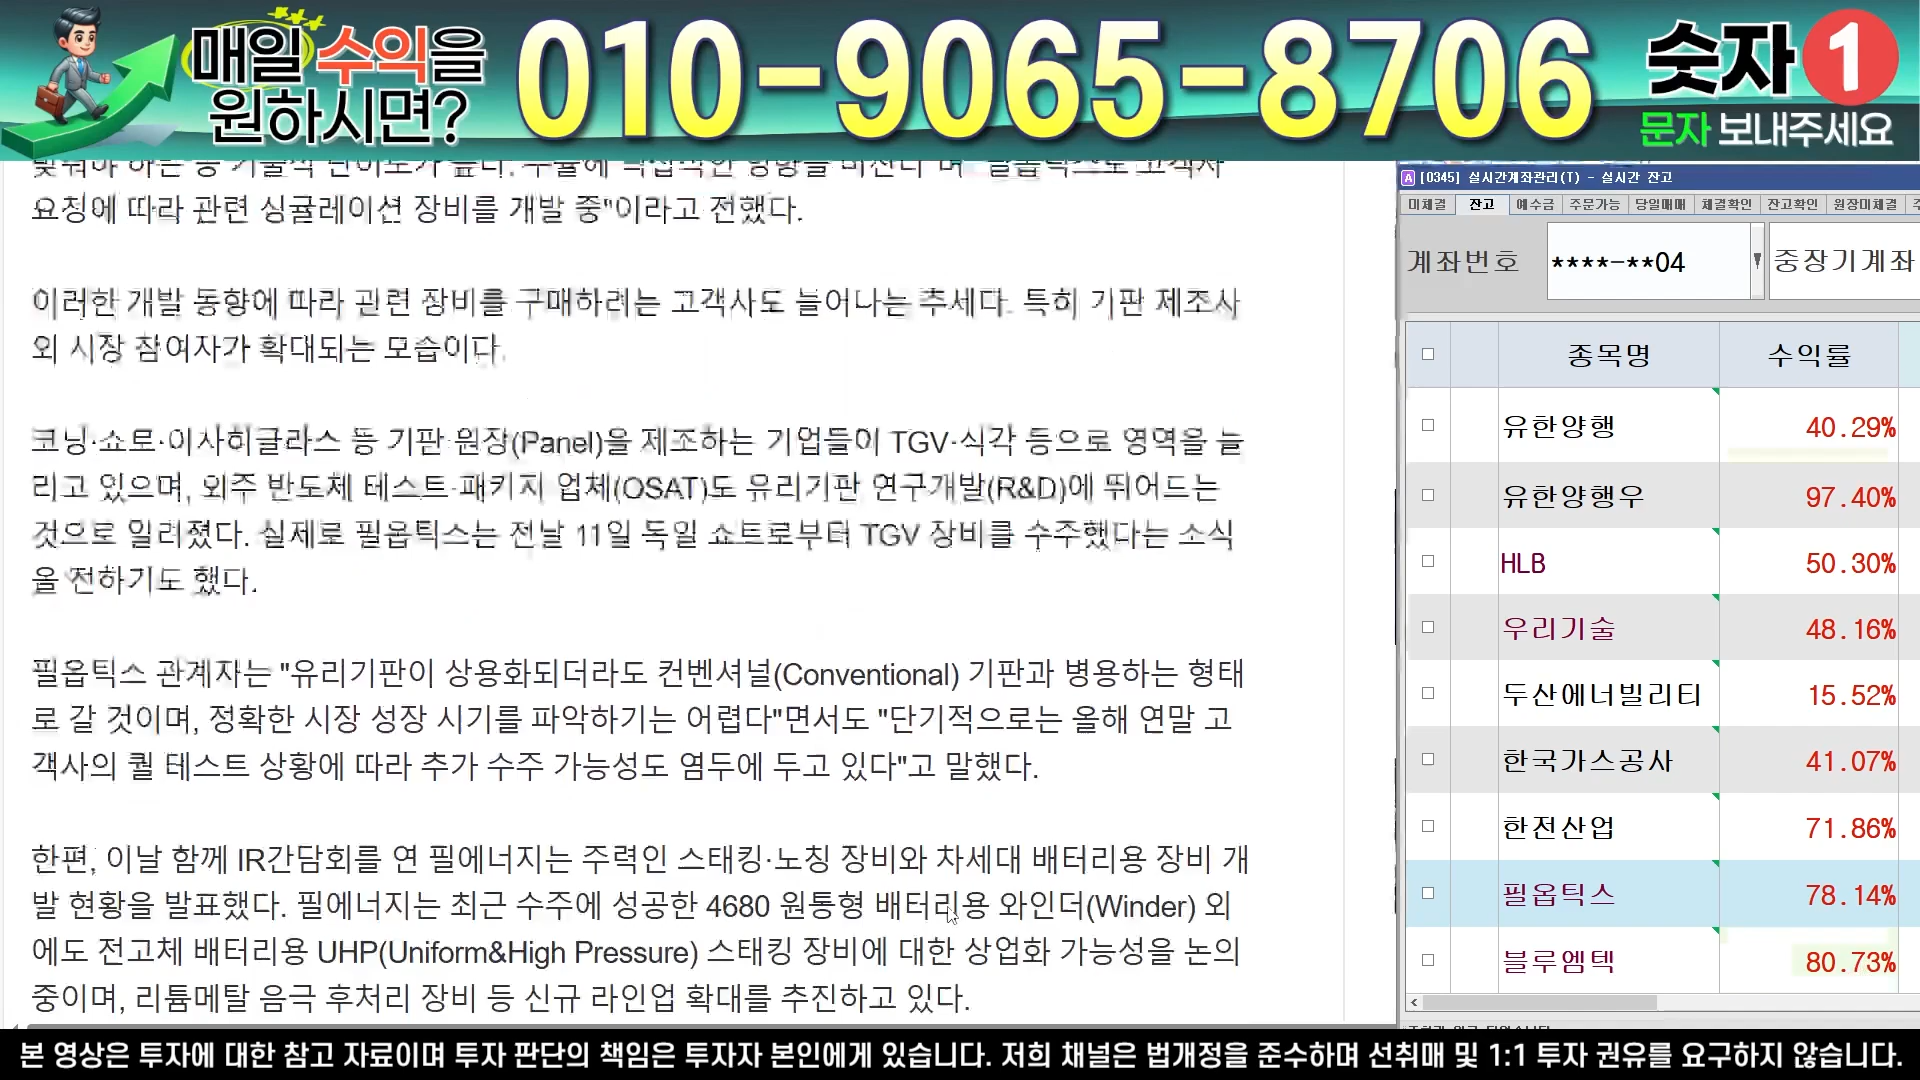 매일 수익을
원하시면?
010-9065-8706
숫자 1
문자 보내주세요
요청에 따라 관련 싱귤레이션 장비를 개발 중"이라고 전했다.
이러한 개발 동향에 따라 관련 장비를 구매하려는 고객사도 늘어나는 추세다. 특히 기판 제조사
외 시장 참여자가 확대되는 모습이다.
코닝·쇼로·이사히글라스 등 기판 원장(Panel)을 제조하는 기업들이 TGV·식각 등으로 영역을 늘
리고 있으며, 외주 반도체 테스트·패키지 업체(OSAT)도 유리기판 연구개발(R&D)에 뛰어드는
것으로 알려졌다. 실제로 필옵틱스는 전날 11일 독일 쇼트로부터 TGV 장비를 수주했다는 소식
을 전하기도 했다.
필옵틱스 관계자는 "유리기판이 상용화되더라도 컨벤셔널(Conventional) 기판과 병용하는 형태
로 갈 것이며, 정확한 시장 성장 시기를 파악하기는 어렵다"면서도 "단기적으로는 올해 연말 고
객사의 퀄 테스트 상황에 따라 추가 수주 가능성도 염두에 두고 있다"고 말했다.
한편, 이날 함께 IR간담회를 연 필에너지는 주력인 스태킹·노칭 장비와 차세대 배터리용 장비 개
발 현황을 발표했다. 필에너지는 최근 수주에 성공한 4680 원통형 배터리용 와인더(Winder) 외
에도 전고체 배터리용 UHP(Uniform&High Pressure) 스태킹 장비에 대한 상업화 가능성을 논의
중이며, 리튬메탈 음극 후처리 장비 등 신규 라인업 확대를 추진하고 있다.
[0345] 실시간계좌관리(T) - 실시간 잔고
미체결 잔고 예수금 주문가능 당일매매 체결확인 잔고확인 원장미체결
계좌번호 ****-**04 중장기계좌
종목명 수익률
유한양행 40.29%
유한양행우 97.40%
HLB 50.30%
우리기술 48.16%
두산에너빌리티 15.52%
한국가스공사 41.07%
한전산업 71.86%
필옵틱스 78.14%
블루엠텍 80.73%
본 영상은 투자에 대한 참고 자료이며 투자 판단의 책임은 투자자 본인에게 있습니다. 저희 채널은 법개정을 준수하며 선취매 및 1:1 투자 권유를 요구하지 않습니다.